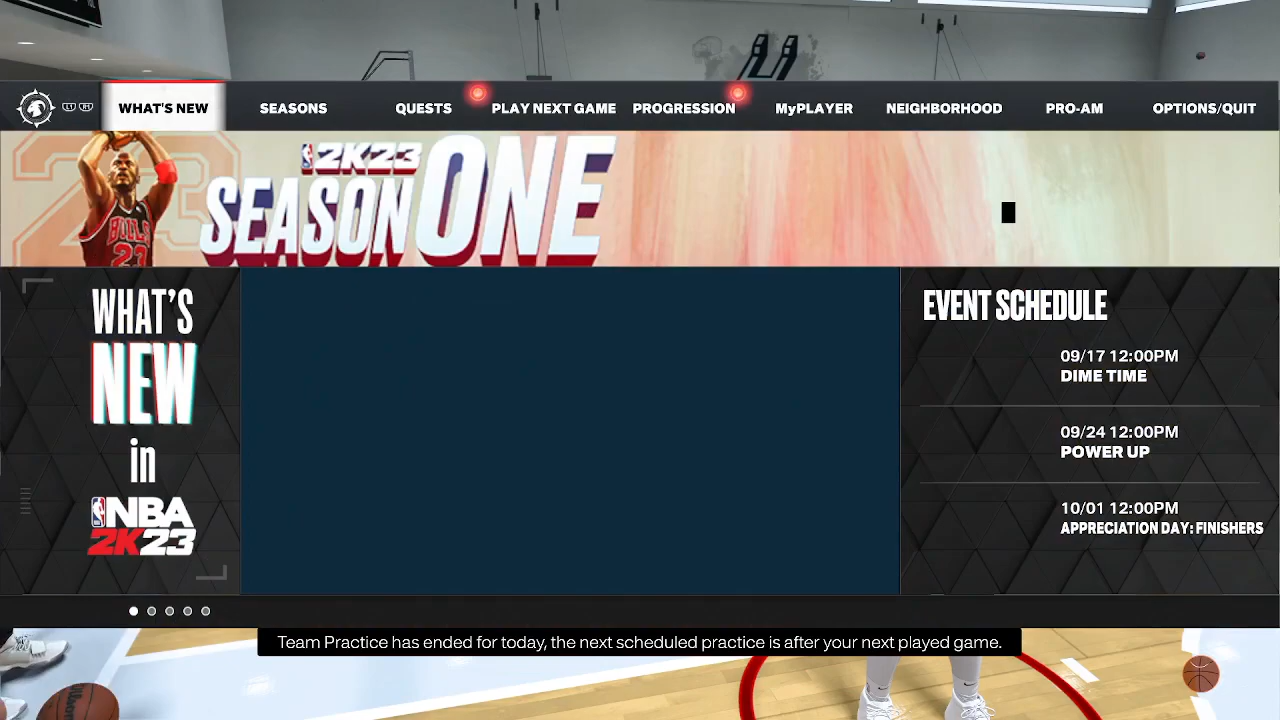 WHAT'S NEW
SEASONS
QUESTS
PLAY NEXT GAME
PROGRESSION
MyPLAYER
NEIGHBORHOOD
PRO-AM
OPTIONS/QUIT
23
BULLS
23
2K23
SEASON ONE
WHAT'S
NEW
in
NBA
2K23
EVENT SCHEDULE
09/17 12:00PM
DIME TIME
09/24 12:00PM
POWER UP
10/01 12:00PM
APPRECIATION DAY: FINISHERS
Team Practice has ended for today, the next scheduled practice is after your next played game.